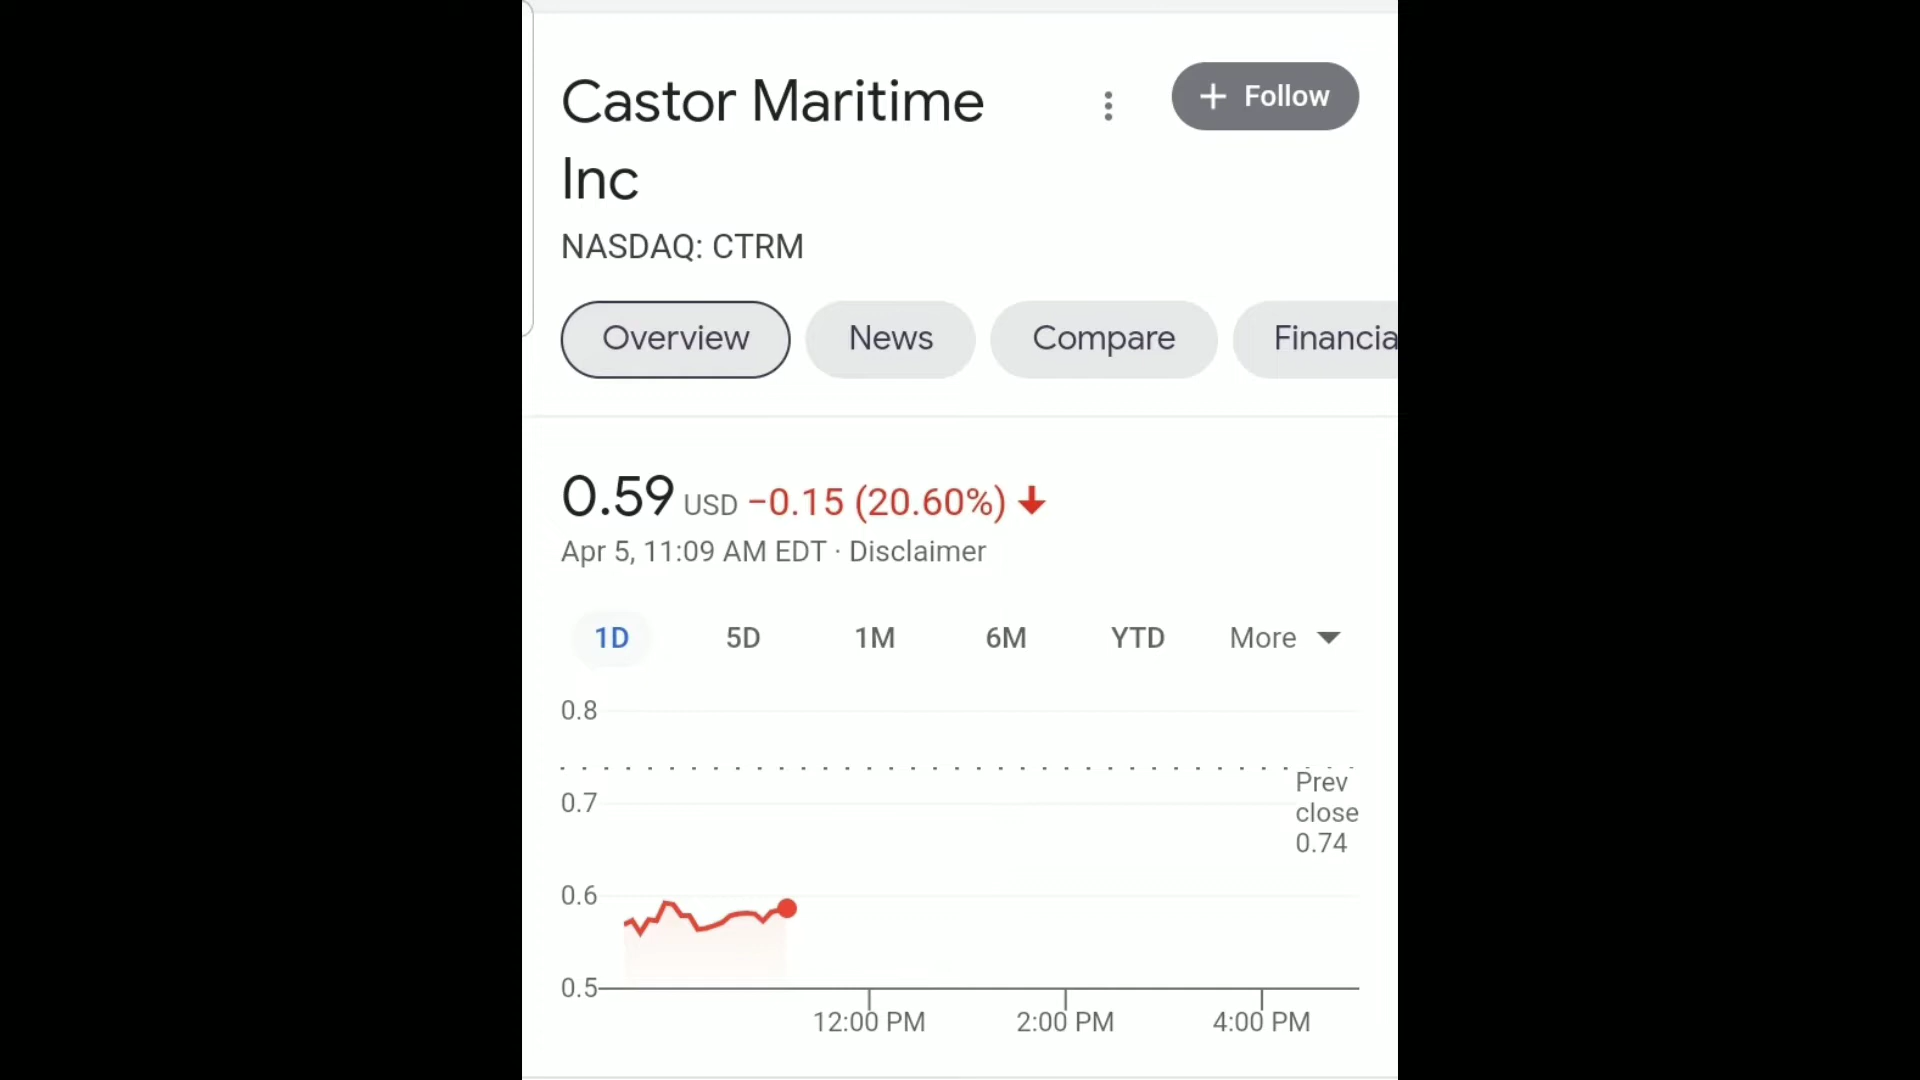 Castor Maritime
Inc
+ Follow
NASDAQ: CTRM
Overview
News
Compare
Financia
0.59 USD −0.15 (20.60%)
Apr 5, 11:09 AM EDT · Disclaimer
1D
5D
1M
6M
YTD
More
0.8
0.7
0.6
0.5
Prev
close
0.74
12:00 PM
2:00 PM
4:00 PM